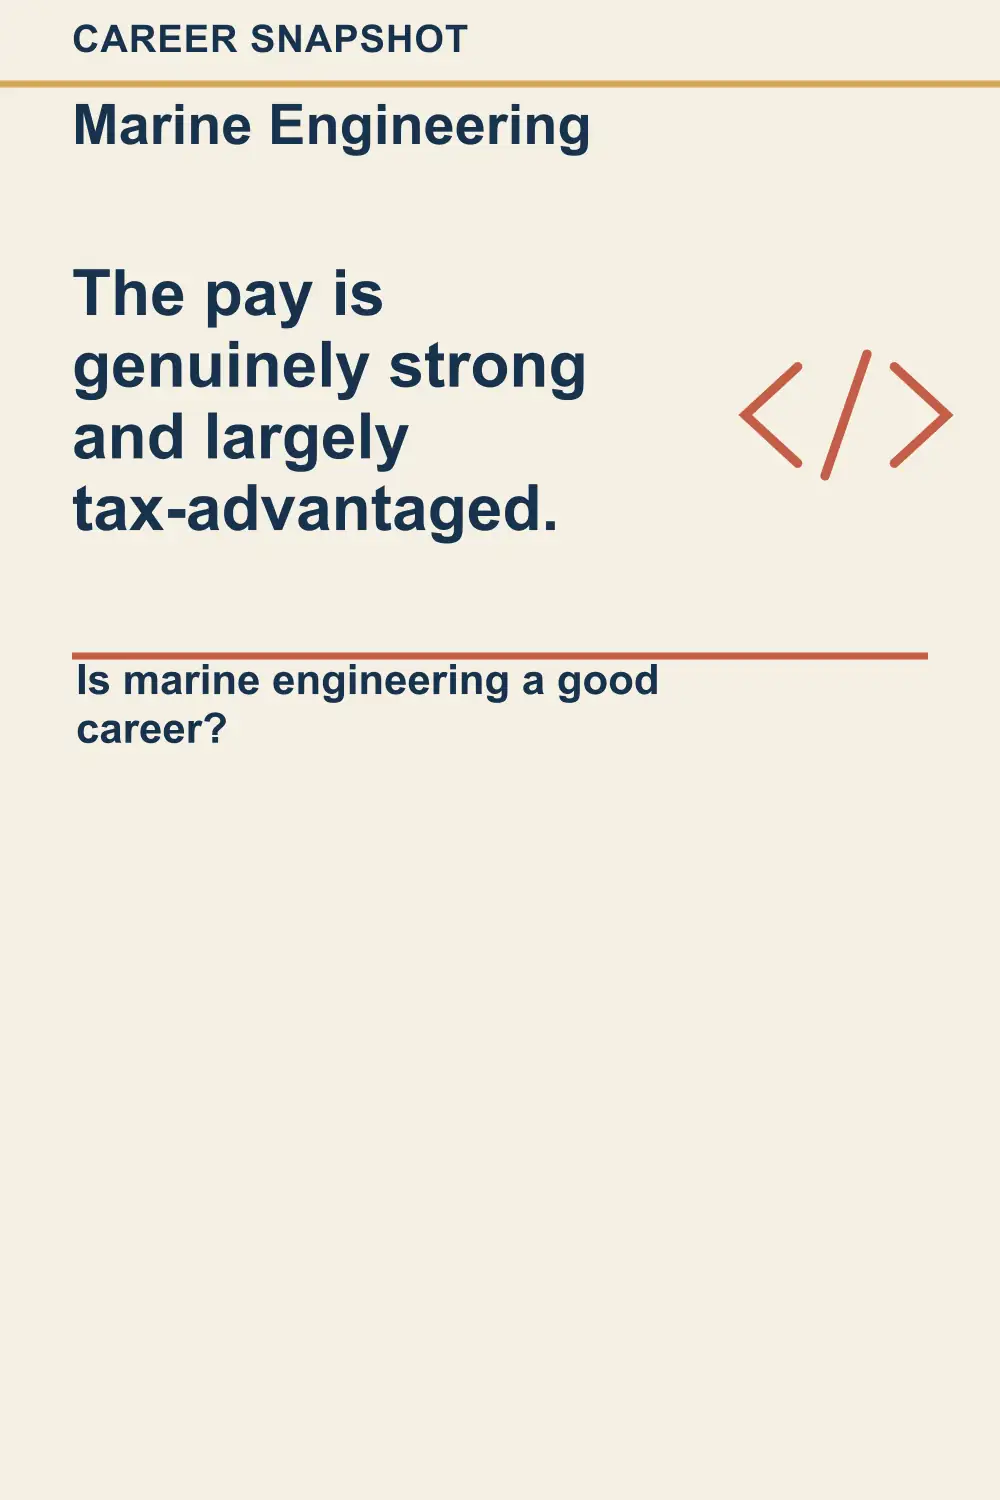 CAREER SNAPSHOT
Marine Engineering
The pay is
genuinely strong
and largely
tax-advantaged.
Is marine engineering a good
career?